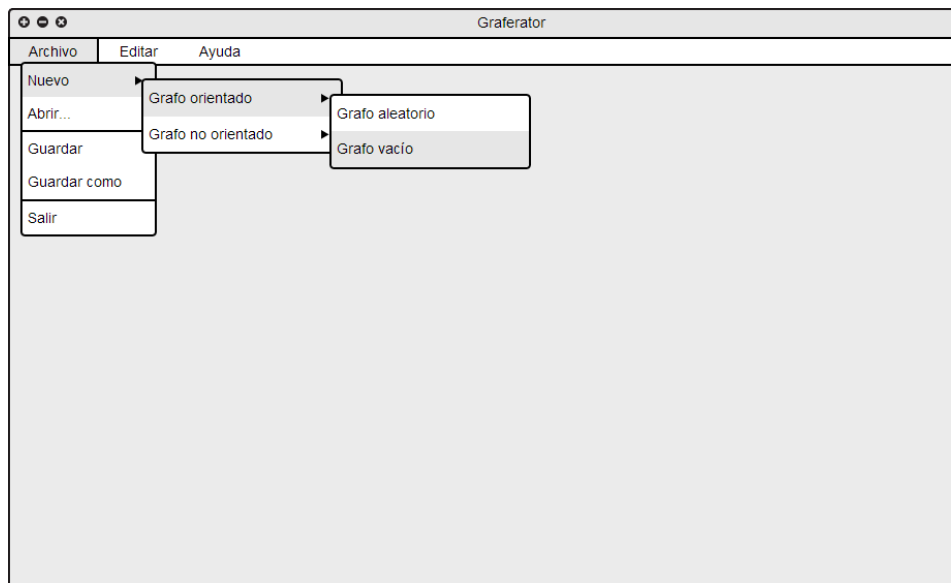 Graferator
Archivo Editar Ayuda
Nuevo
Abrir...
Guardar
Guardar como
Salir
Grafo orientado
Grafo no orientado
Grafo aleatorio
Grafo vacío